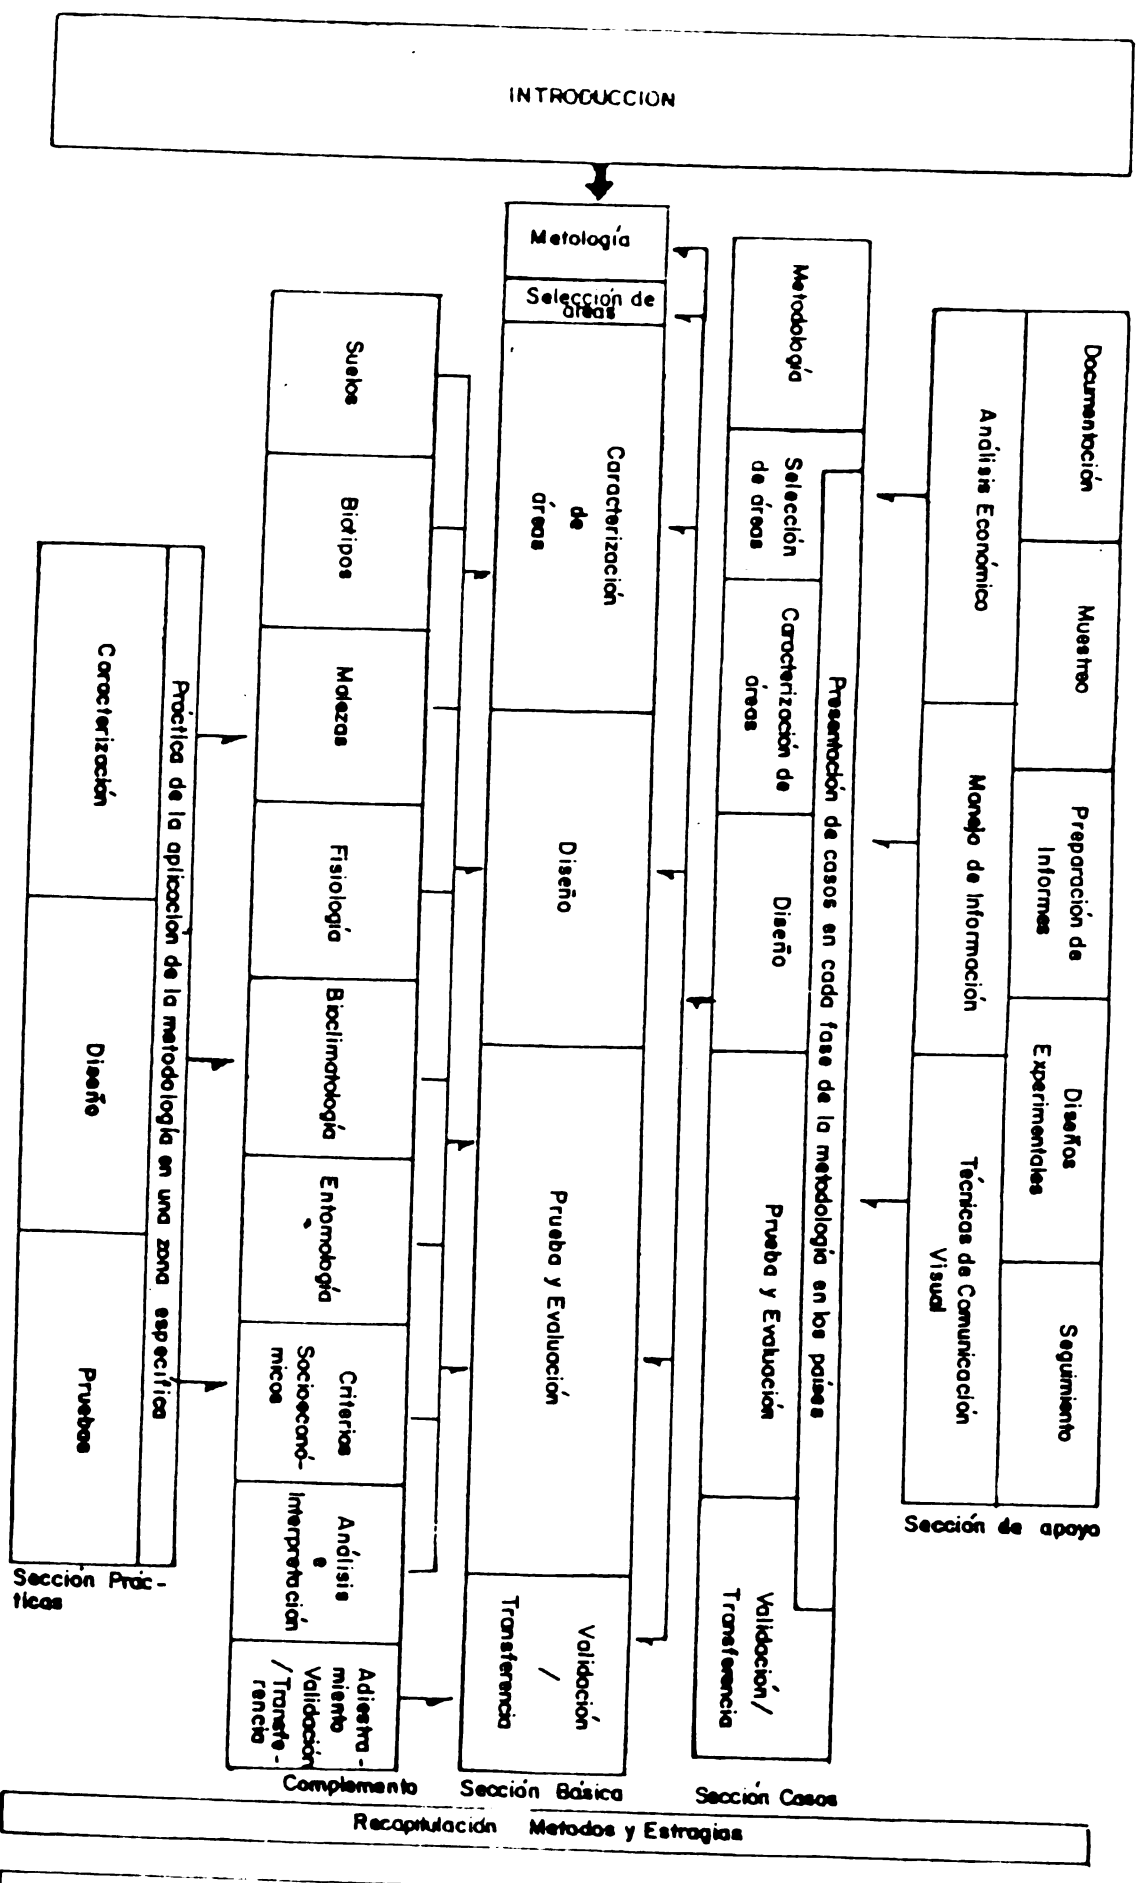 INTRODUCCION
Metología
Selección de
áreas
Caracterización
de
áreas
Diseño
Prueba y Evaluación
Validación
/
Transferencia
Sección Básica
Metodología
Selección
de áreas
Caracterización de
áreas
Diseño
Prueba y Evaluación
Validación/
Transferencia
Presentación de casos en cada fase de la metodología en los países
Sección Casos
Documentación
Muestreo
Preparación de
Informes
Diseños
Experimentales
Seguimiento
Análisis Económico
Manejo de Información
Técnicas de Comunicación
Visual
Sección de apoyo
Suelos
Biotipos
Malezas
Fisiología
Bioclimatología
Entomología
Criterios
Socioeconó-
micos
Análisis
e
Interpretación
Adiestra-
miento
Validación
/Transfe-
rencia
Complemento
Práctica de la aplicación de la metodología en una zona específica
Caracterización
Diseño
Pruebas
Sección Prác-
ticas
Recapitulación Metodos y Estragias